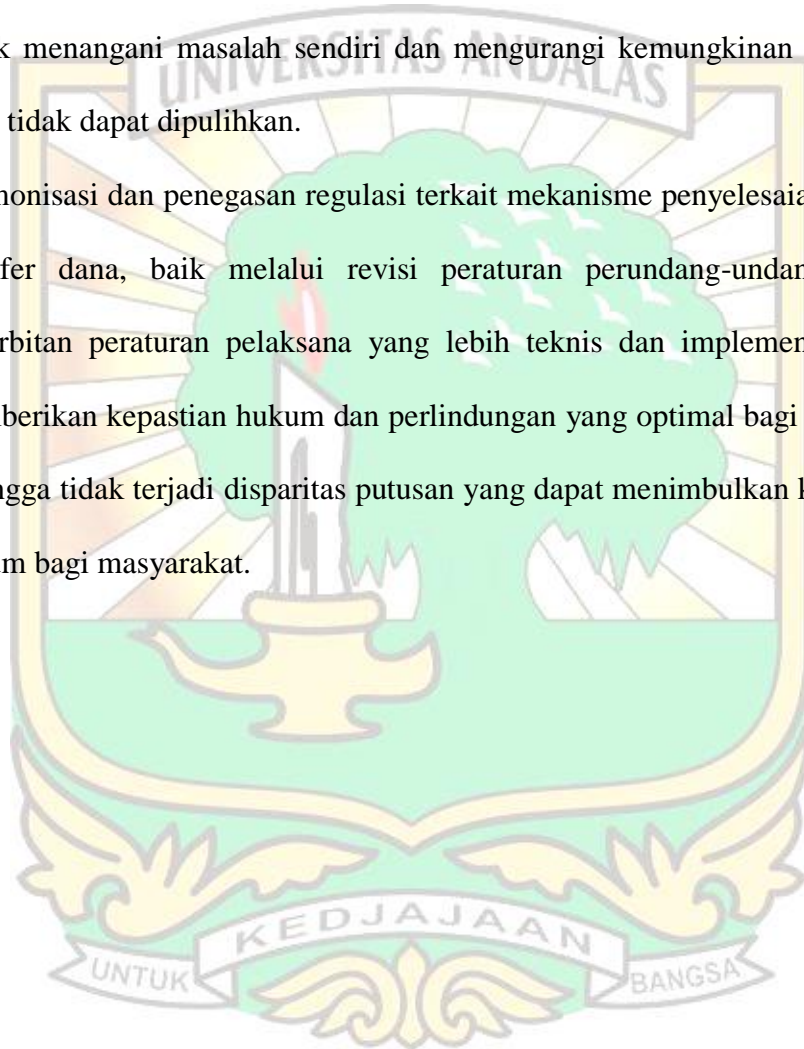 UNIVERSITAS ANDALAS
k menangani masalah sendiri dan mengurangi kemungkinan
tidak dapat dipulihkan.
nonisasi dan penegasan regulasi terkait mekanisme penyelesaia
fer dana, baik melalui revisi peraturan perundang-undan
rbitan peraturan pelaksana yang lebih teknis dan implemen
nberikan kepastian hukum dan perlindungan yang optimal bagi
ngga tidak terjadi disparitas putusan yang dapat menimbulkan k
um bagi masyarakat.
KEDJAJAAN
UNTUK BANGSA